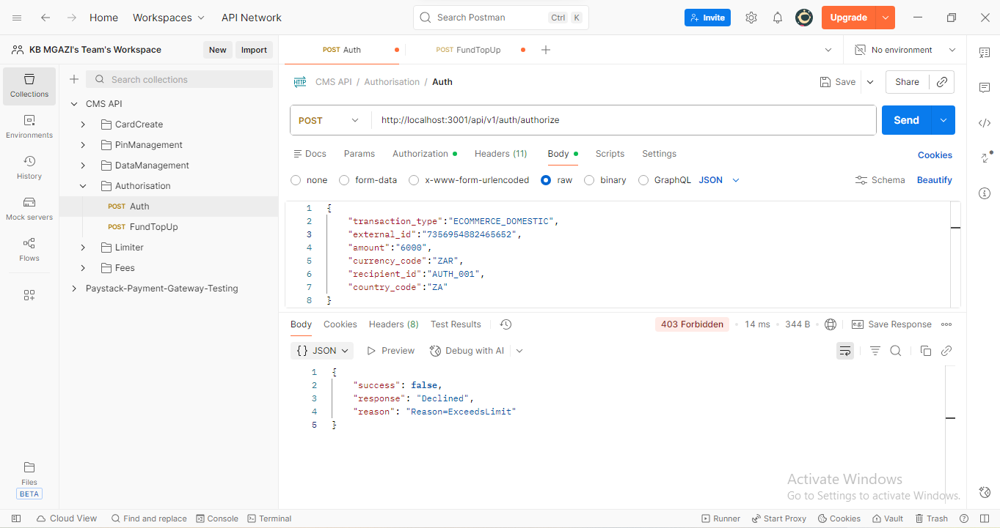 Home Workspaces API Network Search Postman Ctrl K Invite Upgrade
KB MGAZI's Team's Workspace New Import POST Auth POST FundTopUp No environment
Collections
Environments
History
Mock servers
Flows
Files
BETA
Search collections
CMS API
CardCreate
PinManagement
DataManagement
Authorisation
POST Auth
POST FundTopUp
Limiter
Fees
Paystack-Payment-Gateway-Testing
HTTP CMS API / Authorisation / Auth Save Share
POST http://localhost:3001/api/v1/auth/authorize Send
Docs Params Authorization Headers (11) Body Scripts Settings Cookies
none form-data x-www-form-urlencoded raw binary GraphQL JSON Schema Beautify
1 {
2 "transaction_type":"ECOMMERCE_DOMESTIC",
3 "external_id":"7356954882465652",
4 "amount":"6000",
5 "currency_code":"ZAR",
6 "recipient_id":"AUTH_001",
7 "country_code":"ZA"
8 }
Body Cookies Headers (8) Test Results 403 Forbidden • 14 ms • 344 B • e.g. Save Response
{} JSON Preview Debug with AI
1 {
2 "success": false,
3 "response": "Declined",
4 "reason": "Reason=ExceedsLimit"
5 }
Activate Windows
Go to Settings to activate Windows.
Cloud View Find and replace Console Terminal Runner Start Proxy Cookies Vault Trash